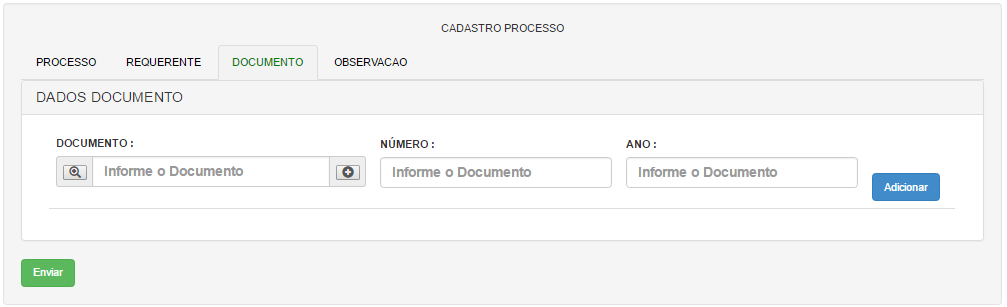 CADASTRO PROCESSO
PROCESSO REQUERENTE DOCUMENTO OBSERVACAO
DADOS DOCUMENTO
DOCUMENTO : NÚMERO : ANO :
Informe o Documento Informe o Documento Informe o Documento
Adicionar
Enviar